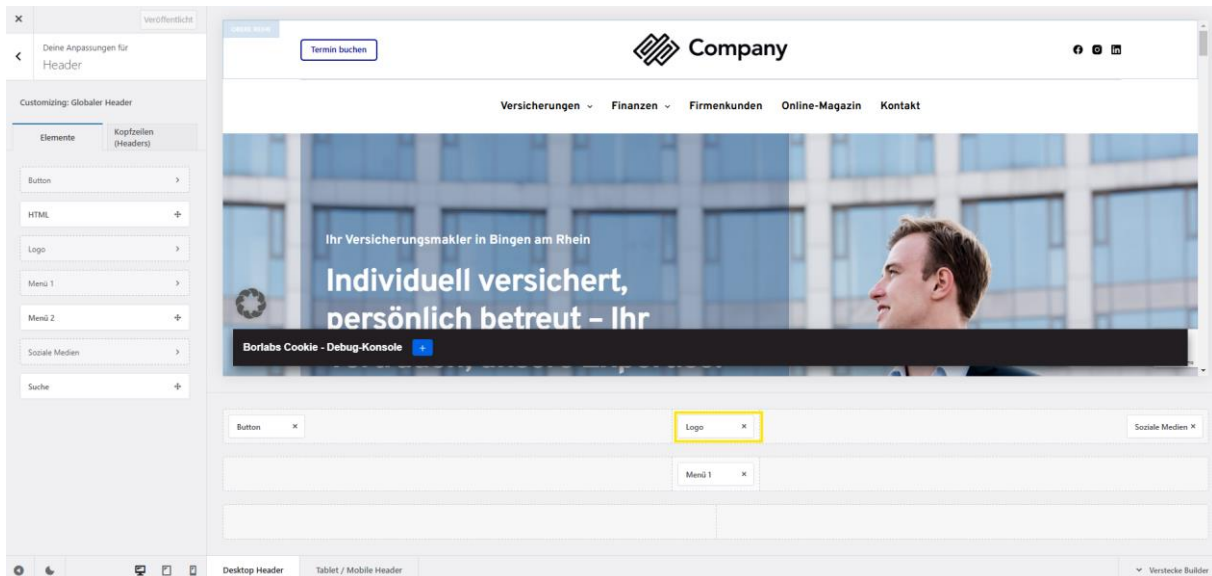 Veröffentlicht
Deine Anpassungen für
Header
Customizing: Globaler Header
Elemente
Kopfzeilen
(Headers)
Button
HTML
Logo
Menü 1
Menü 2
Soziale Medien
Suche
Termin buchen
Company
Versicherungen
Finanzen
Firmenkunden
Online-Magazin
Kontakt
Ihr Versicherungsmakler in Bingen am Rhein
Individuell versichert,
persönlich betreut – Ihr
Borlabs Cookie - Debug-Konsole +
Button ×
Logo ×
Soziale Medien ×
Menü 1 ×
Desktop Header
Tablet / Mobile Header
Verstecke Builder